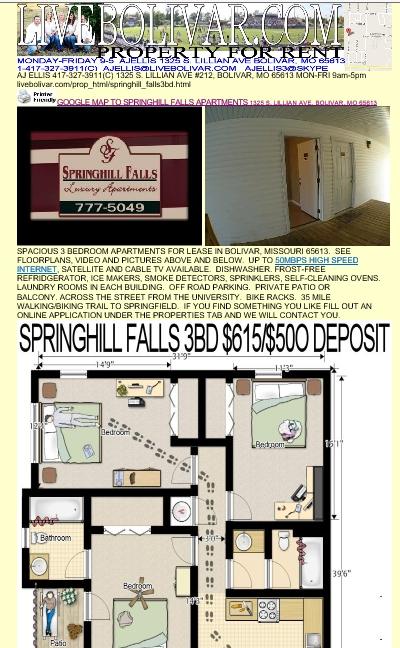 LIVEBOLIVAR.COM
PROPERTY FOR RENT
MONDAY-FRIDAY 9-5 AJELLIS 1325 S. LILLIAN AVE BOLIVAR, MO 65613
1-417-327-3911(C) AJELLIS@LIVEBOLIVAR.COM AJELLIS3@SKYPE
AJ ELLIS 417-327-3911(C) 1325 S. LILLIAN AVE #212, BOLIVAR, MO 65613 MON-FRI 9am-5pm
livebolivar.com/prop_html/springhill_falls3bd.html
Printer
Friendly GOOGLE MAP TO SPRINGHILL FALLS APARTMENTS 1325 S. LILLIAN AVE, BOLIVAR, MO 65613
SF
SPRINGHILL FALLS
Luxury Apartments
777-5049
SPACIOUS 3 BEDROOM APARTMENTS FOR LEASE IN BOLIVAR, MISSOURI 65613. SEE
FLOORPLANS, VIDEO AND PICTURES ABOVE AND BELOW. UP TO 50MBPS HIGH SPEED
INTERNET, SATELLITE AND CABLE TV AVAILABLE. DISHWASHER. FROST-FREE
REFRIDGERATOR, ICE MAKERS, SMOKE DETECTORS, SPRINKLERS, SELF-CLEANING OVENS.
LAUNDRY ROOMS IN EACH BUILDING. OFF ROAD PARKING. PRIVATE PATIO OR
BALCONY. ACROSS THE STREET FROM THE UNIVERSITY. BIKE RACKS. 35 MILE
WALKING/BIKING TRAIL TO SPRINGFIELD. IF YOU FIND SOMETHING YOU LIKE FILL OUT AN
ONLINE APPLICATION UNDER THE PROPERTIES TAB AND WE WILL CONTACT YOU.
SPRINGHILL FALLS 3BD $615/$500 DEPOSIT
31'9"
14'9"
11'3"
Bedroom
Bedroom
Bathroom
3'0"
39'6"
Bedroom
Patio